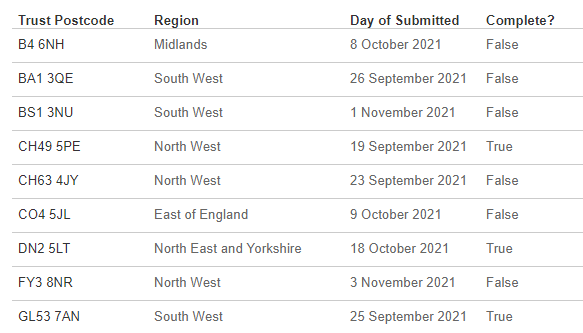 Trust Postcode Region Day of Submitted Complete?
B4 6NH Midlands 8 October 2021 False
BA1 3QE South West 26 September 2021 False
BS1 3NU South West 1 November 2021 False
CH49 5PE North West 19 September 2021 True
CH63 4JY North West 23 September 2021 False
CO4 5JL East of England 9 October 2021 False
DN2 5LT North East and Yorkshire 18 October 2021 True
FY3 8NR North West 3 November 2021 False
GL53 7AN South West 25 September 2021 True